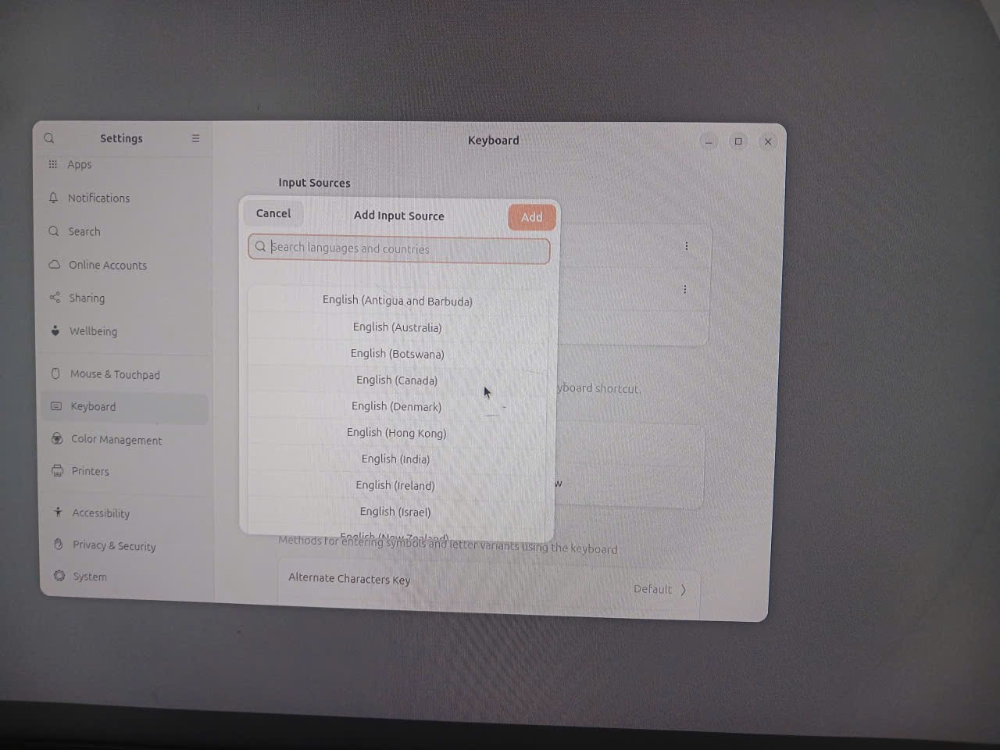 Settings
Apps
Notifications
Search
Online Accounts
Sharing
Wellbeing
Mouse & Touchpad
Keyboard
Color Management
Printers
Accessibility
Privacy & Security
System
Keyboard
Input Sources
Cancel
Add Input Source
Add
Search languages and countries
English (Antigua and Barbuda)
English (Australia)
English (Botswana)
English (Canada)
English (Denmark)
English (Hong Kong)
English (India)
English (Ireland)
English (Israel)
English (New Zealand)
yboard shortcut.
w
Methods for entering symbols and letter variants using the keyboard
Alternate Characters Key
Default